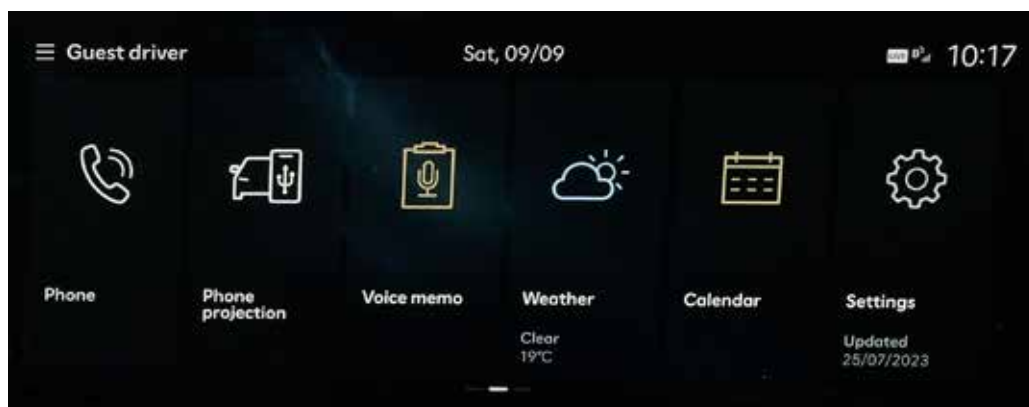 Guest driver
Sat, 09/09
10:17
Phone
Phone
projection
Voice memo
Weather
Calendar
Settings
Clear
19°C
Updated
25/07/2023